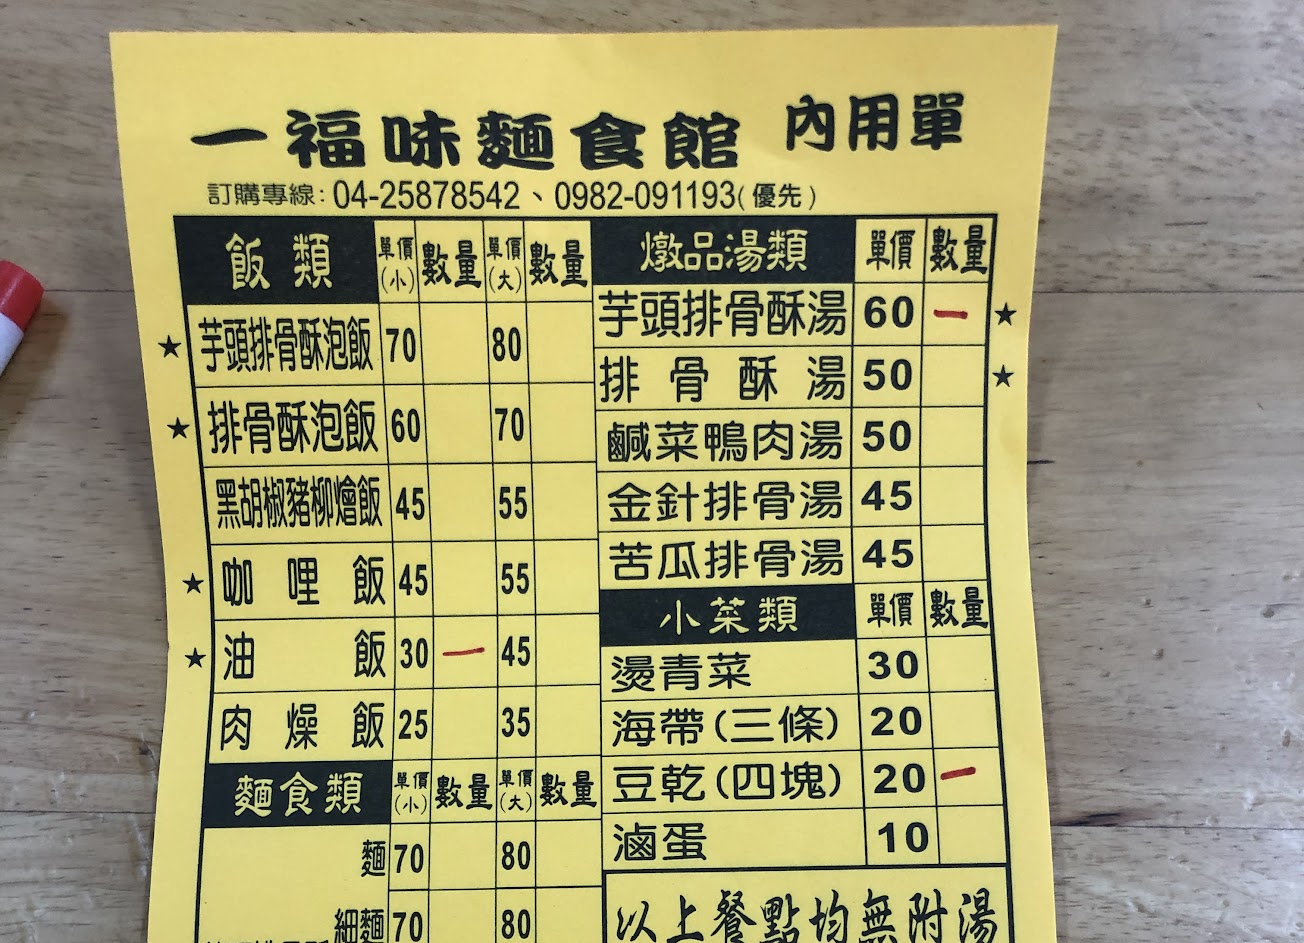 一福味麵食館 內用單
訂購專線:04-25878542、0982-091193(優先)
飯類 單價(小) 數量 單價(大) 數量
★ 芋頭排骨酥泡飯 70 80
★ 排骨酥泡飯 60 70
黑胡椒豬柳燴飯 45 55
★ 咖哩飯 45 55
★ 油飯 30 一 45
肉燥飯 25 35
麵食類 單價(小) 數量 單價(大) 數量
麵 70 80
細麵 70 80
燉品湯類 單價 數量
芋頭排骨酥湯 60 一 ★
排骨酥湯 50 ★
鹹菜鴨肉湯 50
金針排骨湯 45
苦瓜排骨湯 45
小菜類 單價 數量
燙青菜 30
海帶(三條) 20
豆乾(四塊) 20 一
滷蛋 10
以上餐點均無附湯